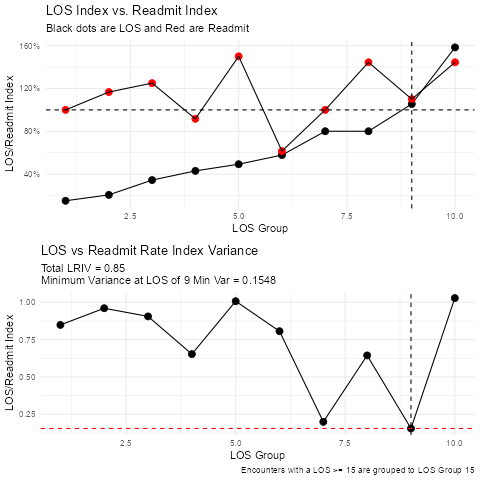 LOS Index vs. Readmit Index
Black dots are LOS and Red are Readmit
160%
120%
80%
40%
LOS/Readmit Index
2.5 5.0 7.5 10.0
LOS Group
LOS vs Readmit Rate Index Variance
Total LRIV = 0.85
Minimum Variance at LOS of 9 Min Var = 0.1548
1.00
0.75
0.50
0.25
LOS/Readmit Index
2.5 5.0 7.5 10.0
LOS Group
Encounters with a LOS >= 15 are grouped to LOS Group 15